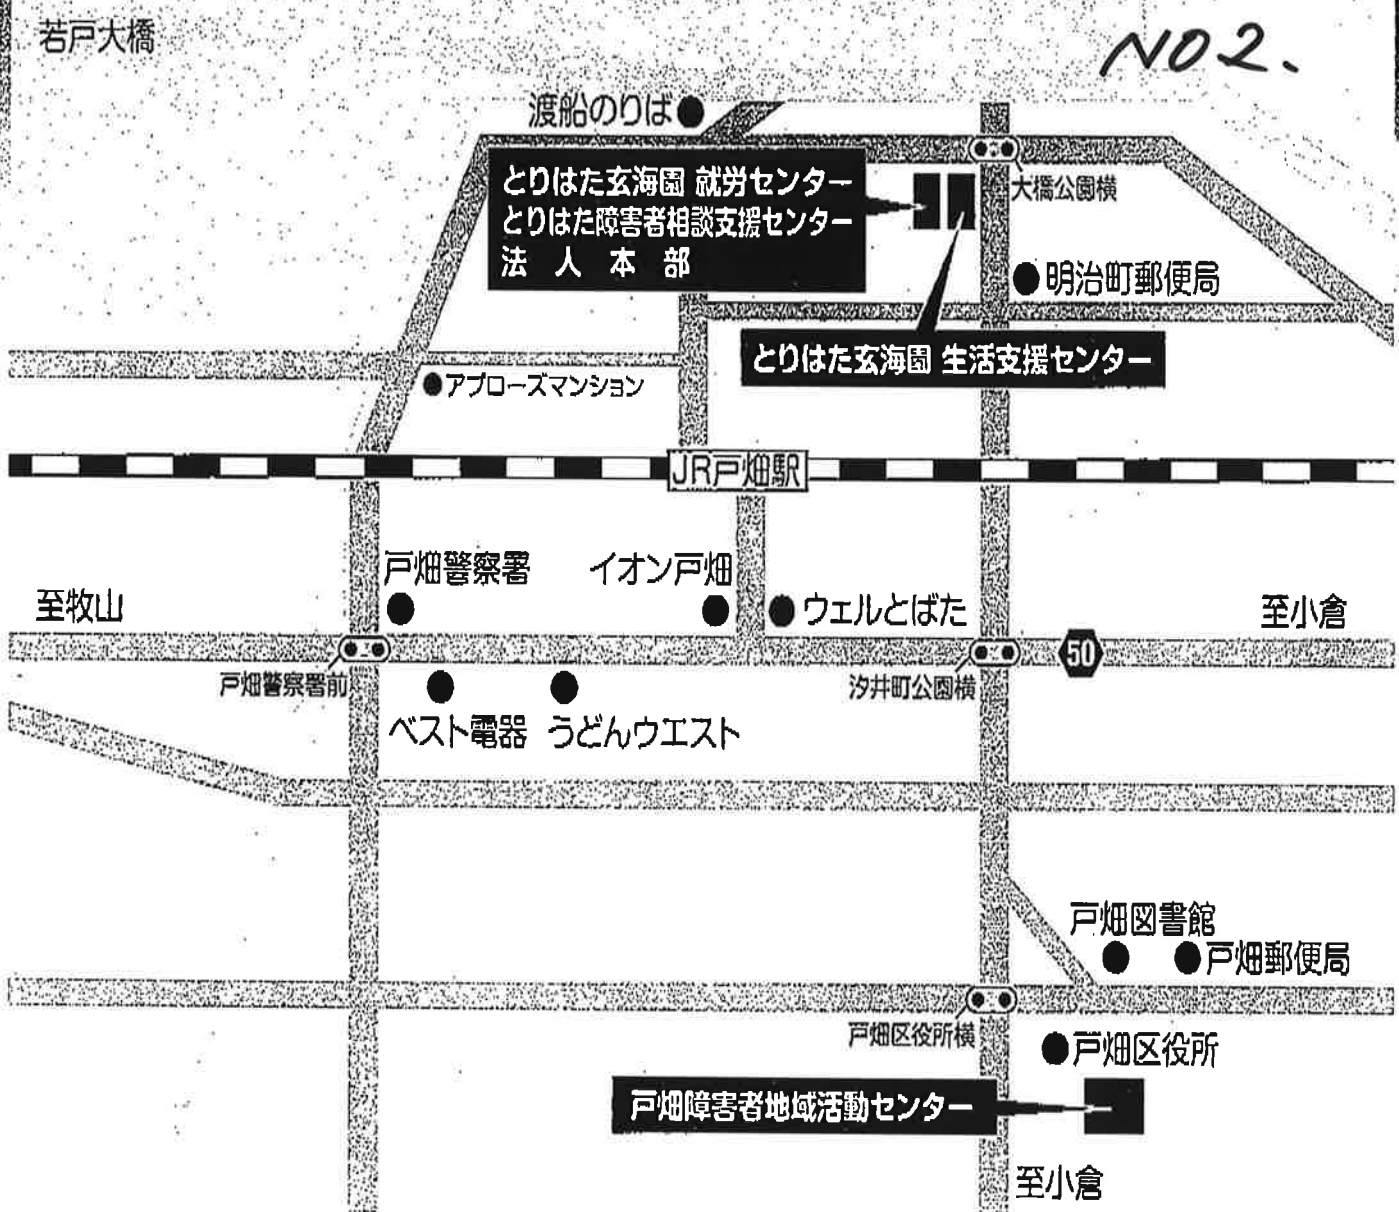 若戸大橋
NO2.
渡船のりば
とりはた玄海園 就労センター
とりはた障害者相談支援センター
法人本部
大橋公園横
明治町郵便局
とりはた玄海園 生活支援センター
アプローズマンション
JR戸畑駅
戸畑警察署
イオン戸畑
至牧山
ウェルとばた
至小倉
50
戸畑警察署前
汐井町公園横
ベスト電器
うどんウエスト
戸畑図書館
戸畑郵便局
戸畑区役所横
戸畑区役所
戸畑障害者地域活動センター
至小倉